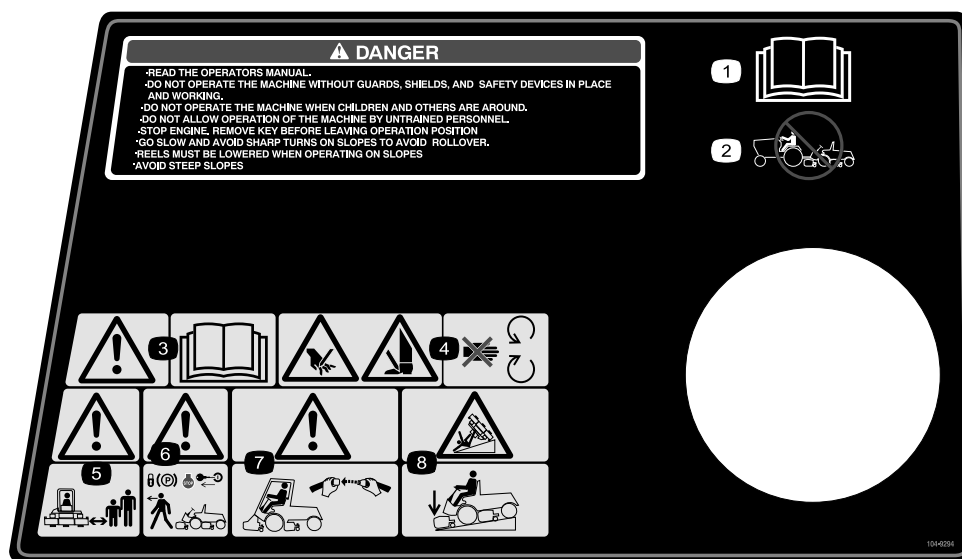 DANGER
·READ THE OPERATORS MANUAL.
·DO NOT OPERATE THE MACHINE WITHOUT GUARDS, SHIELDS, AND SAFETY DEVICES IN PLACE
AND WORKING.
·DO NOT OPERATE THE MACHINE WHEN CHILDREN AND OTHERS ARE AROUND.
·DO NOT ALLOW OPERATION OF THE MACHINE BY UNTRAINED PERSONNEL.
·STOP ENGINE, REMOVE KEY BEFORE LEAVING OPERATION POSITION
·GO SLOW AND AVOID SHARP TURNS ON SLOPES TO AVOID ROLLOVER.
·REELS MUST BE LOWERED WHEN OPERATING ON SLOPES
·AVOID STEEP SLOPES
1
2
3
4
5
6
7
8
(P)
STOP
104-9294